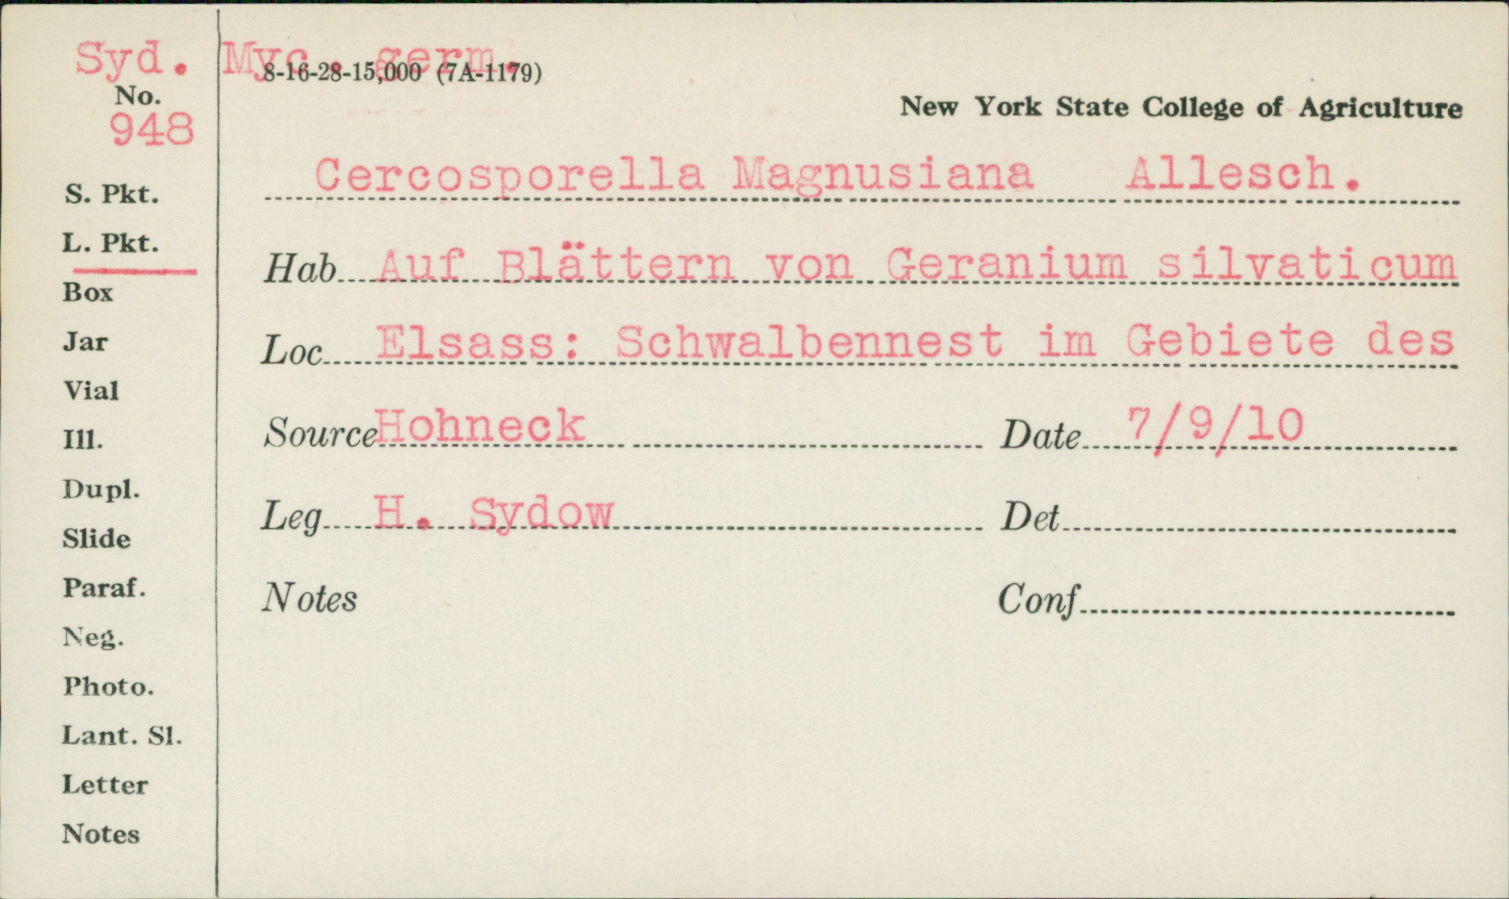 Syd. Myc. germ.
8-16-28-15,000 (7A-1179)
No.
948
New York State College of Agriculture
Cercosporella Magnusiana Allesch.
S. Pkt.
L. Pkt.
Hab. Auf Blättern von Geranium silvaticum
Box
Jar
Loc. Elsass: Schwalbennest im Gebiete des
Vial
Ill.
Source Hohneck Date 7/9/10
Dupl.
Leg. H. Sydow Det.
Slide
Paraf.
Notes Conf.
Neg.
Photo.
Lant. Sl.
Letter
Notes